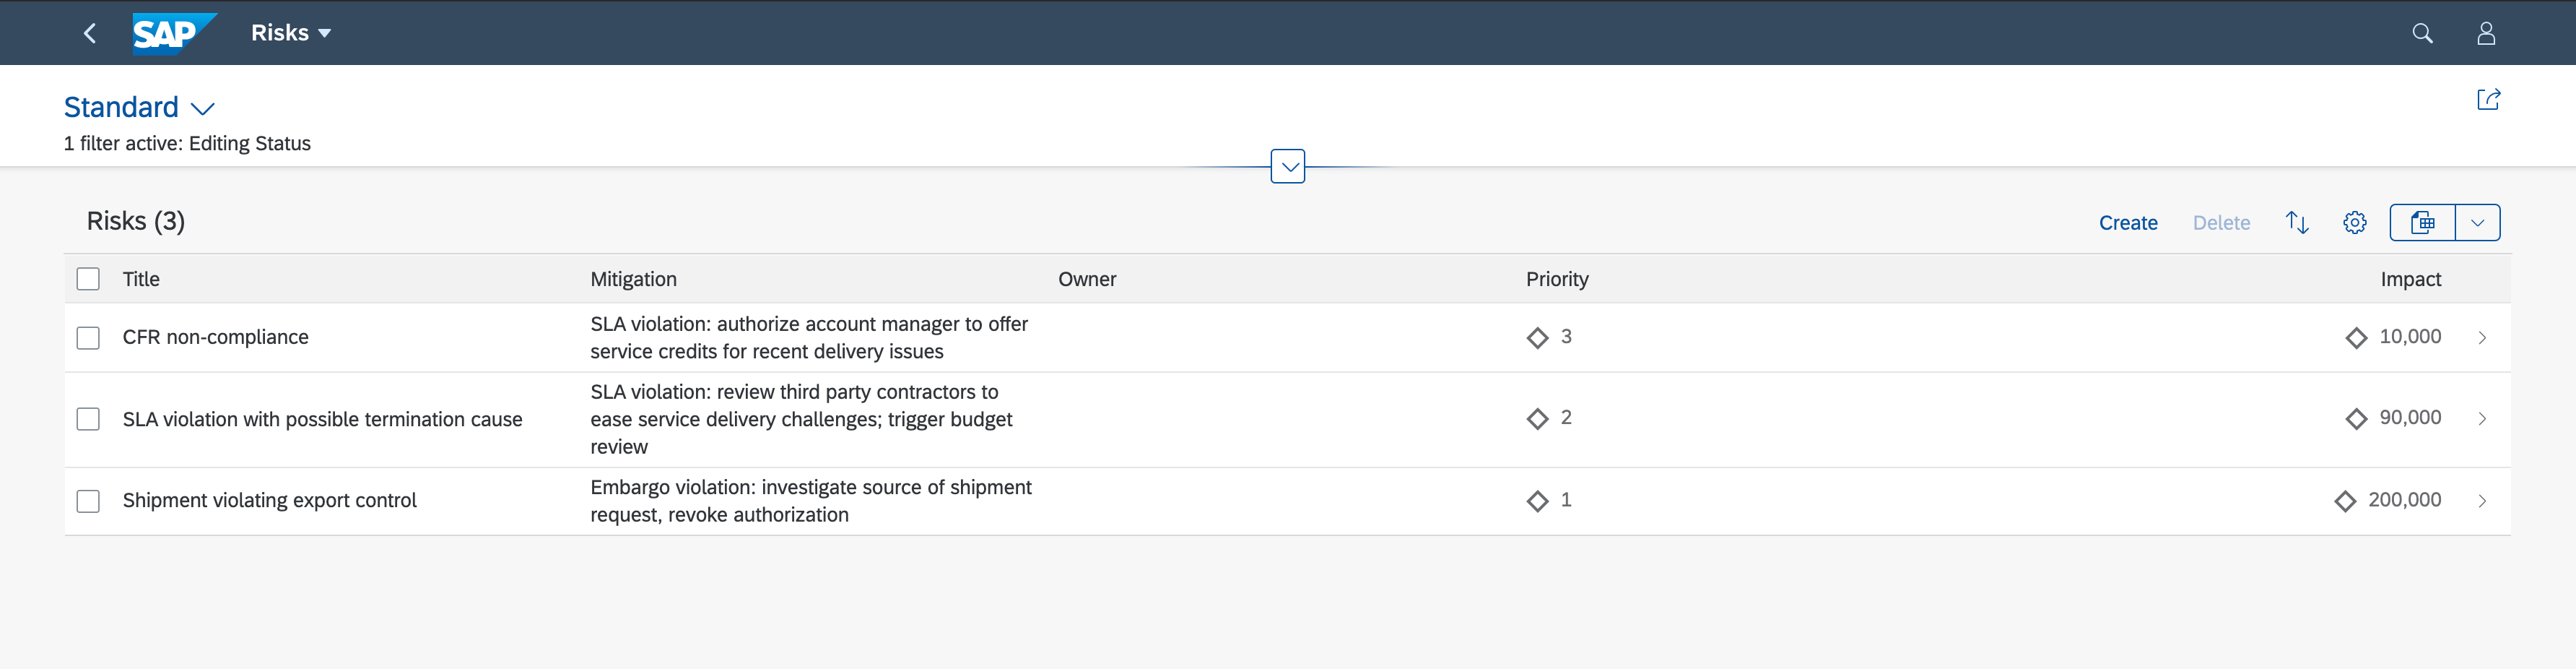 SAP Risks
Standard
1 filter active: Editing Status
Risks (3) Create Delete
Title Mitigation Owner Priority Impact
CFR non-compliance
SLA violation: authorize account manager to offer
service credits for recent delivery issues
3 10,000
SLA violation with possible termination cause
SLA violation: review third party contractors to
ease service delivery challenges; trigger budget
review
2 90,000
Shipment violating export control
Embargo violation: investigate source of shipment
request, revoke authorization
1 200,000